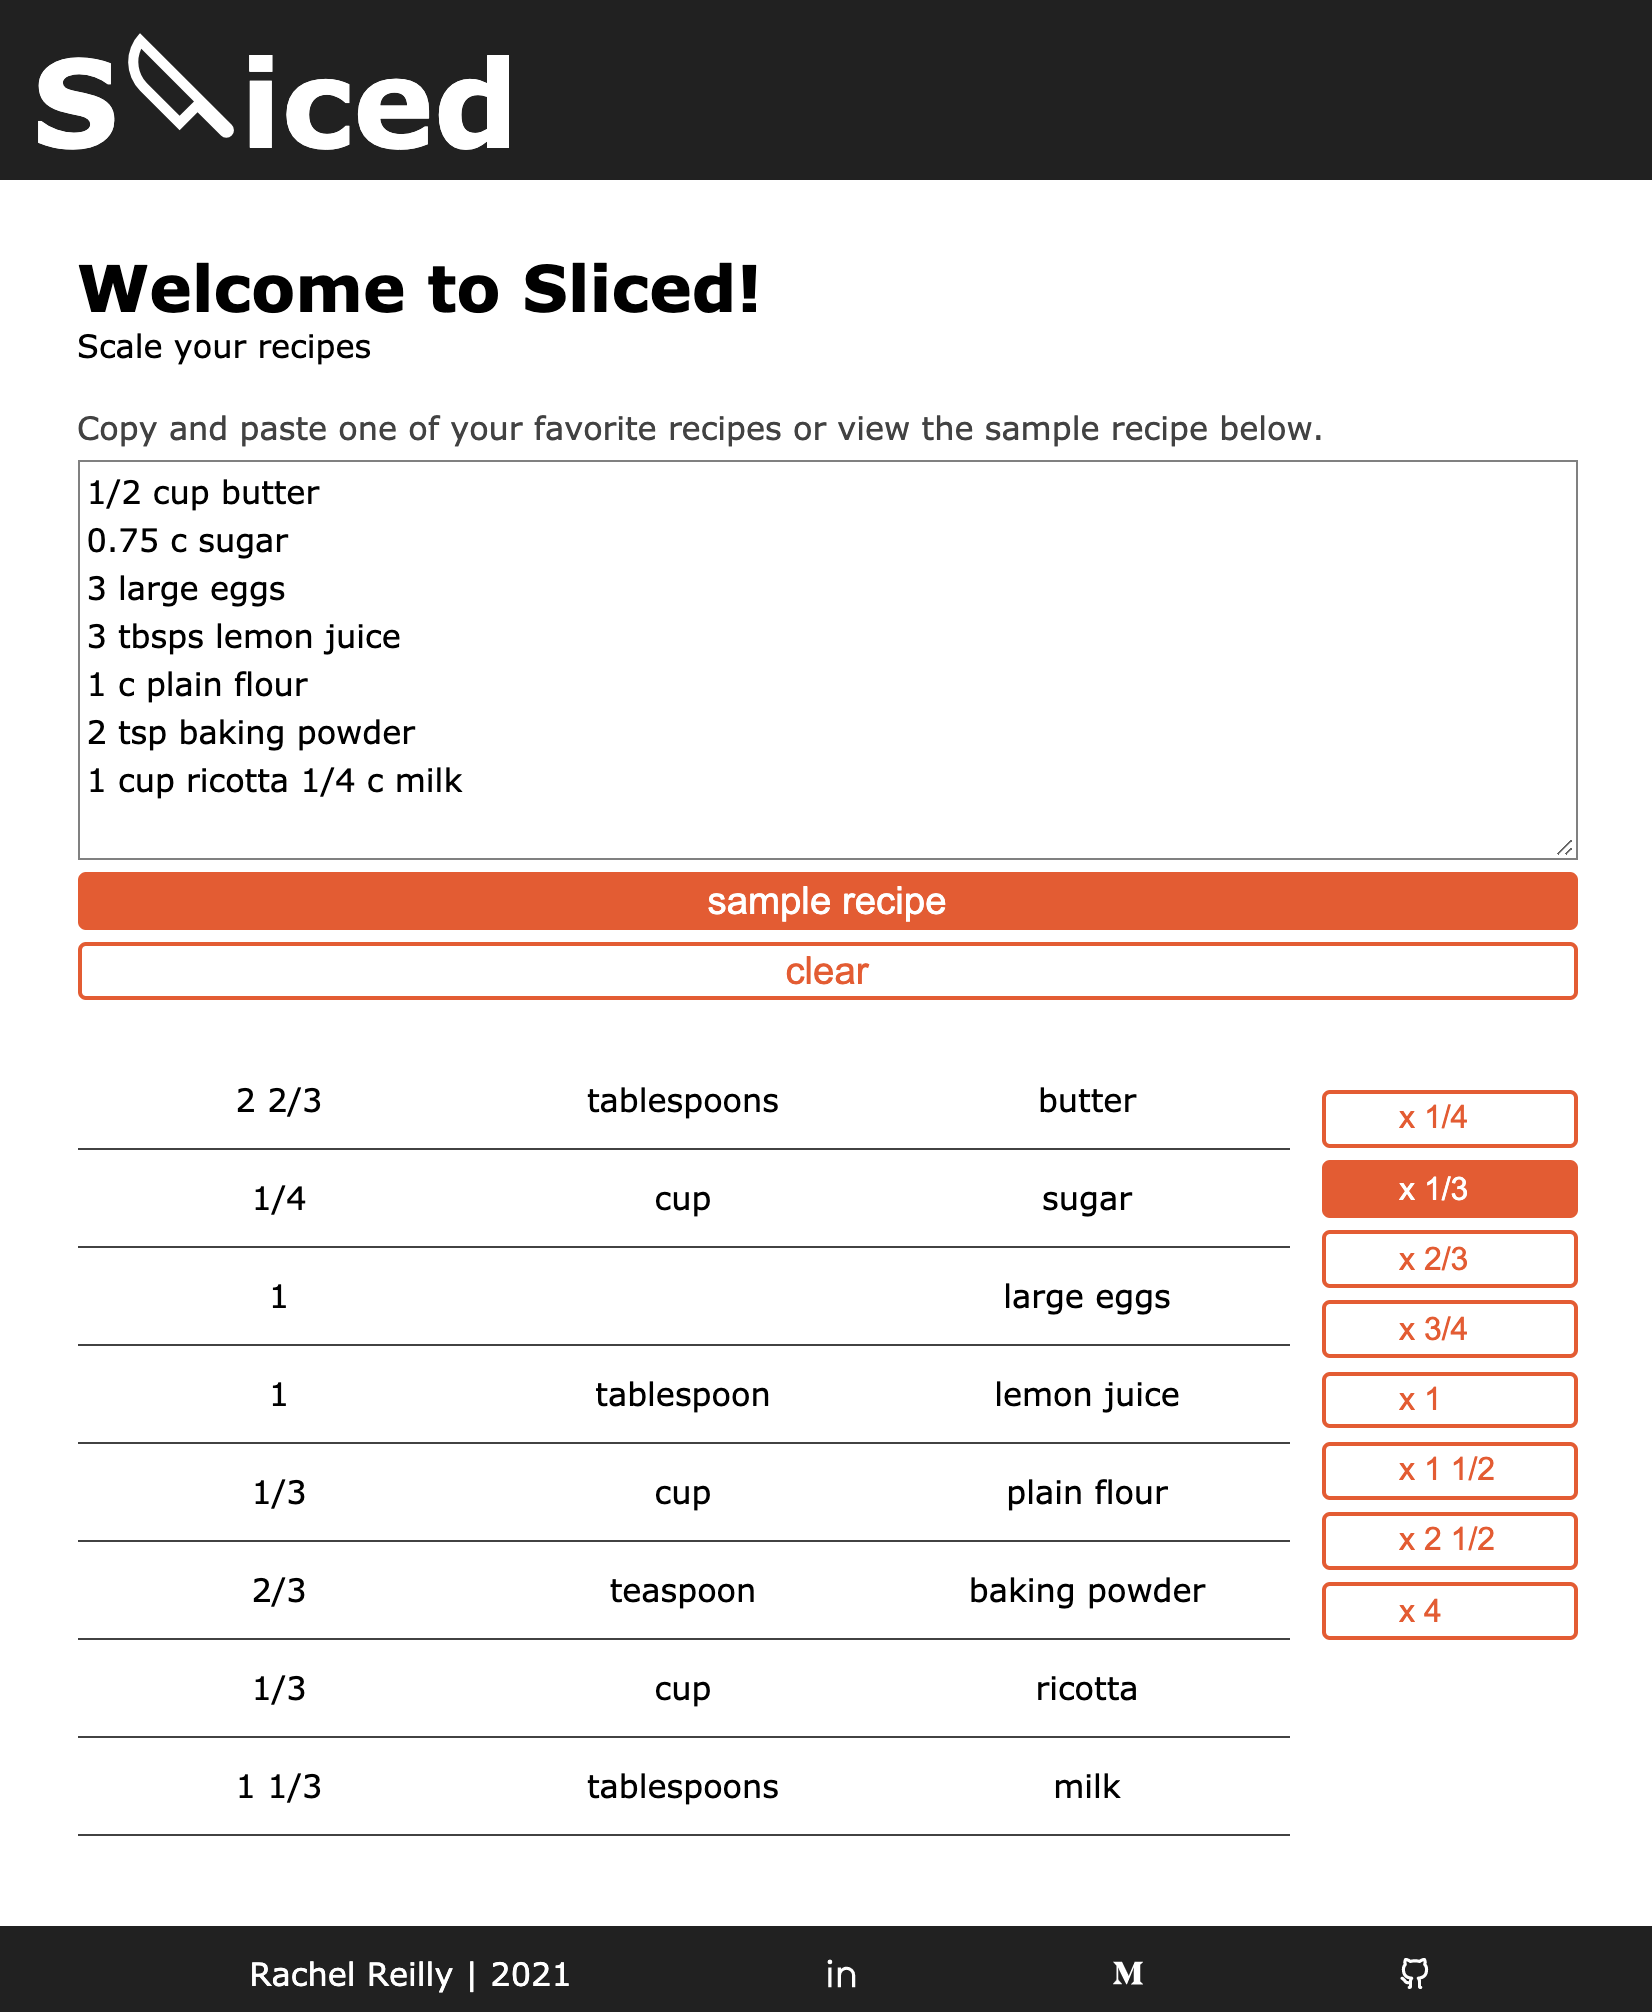 Sliced
Welcome to Sliced!
Scale your recipes
Copy and paste one of your favorite recipes or view the sample recipe below.
1/2 cup butter
0.75 c sugar
3 large eggs
3 tbsps lemon juice
1 c plain flour
2 tsp baking powder
1 cup ricotta 1/4 c milk
sample recipe
clear
2 2/3 tablespoons butter
1/4 cup sugar
1 large eggs
1 tablespoon lemon juice
1/3 cup plain flour
2/3 teaspoon baking powder
1/3 cup ricotta
1 1/3 tablespoons milk
x 1/4
x 1/3
x 2/3
x 3/4
x 1
x 1 1/2
x 2 1/2
x 4
Rachel Reilly | 2021 in M